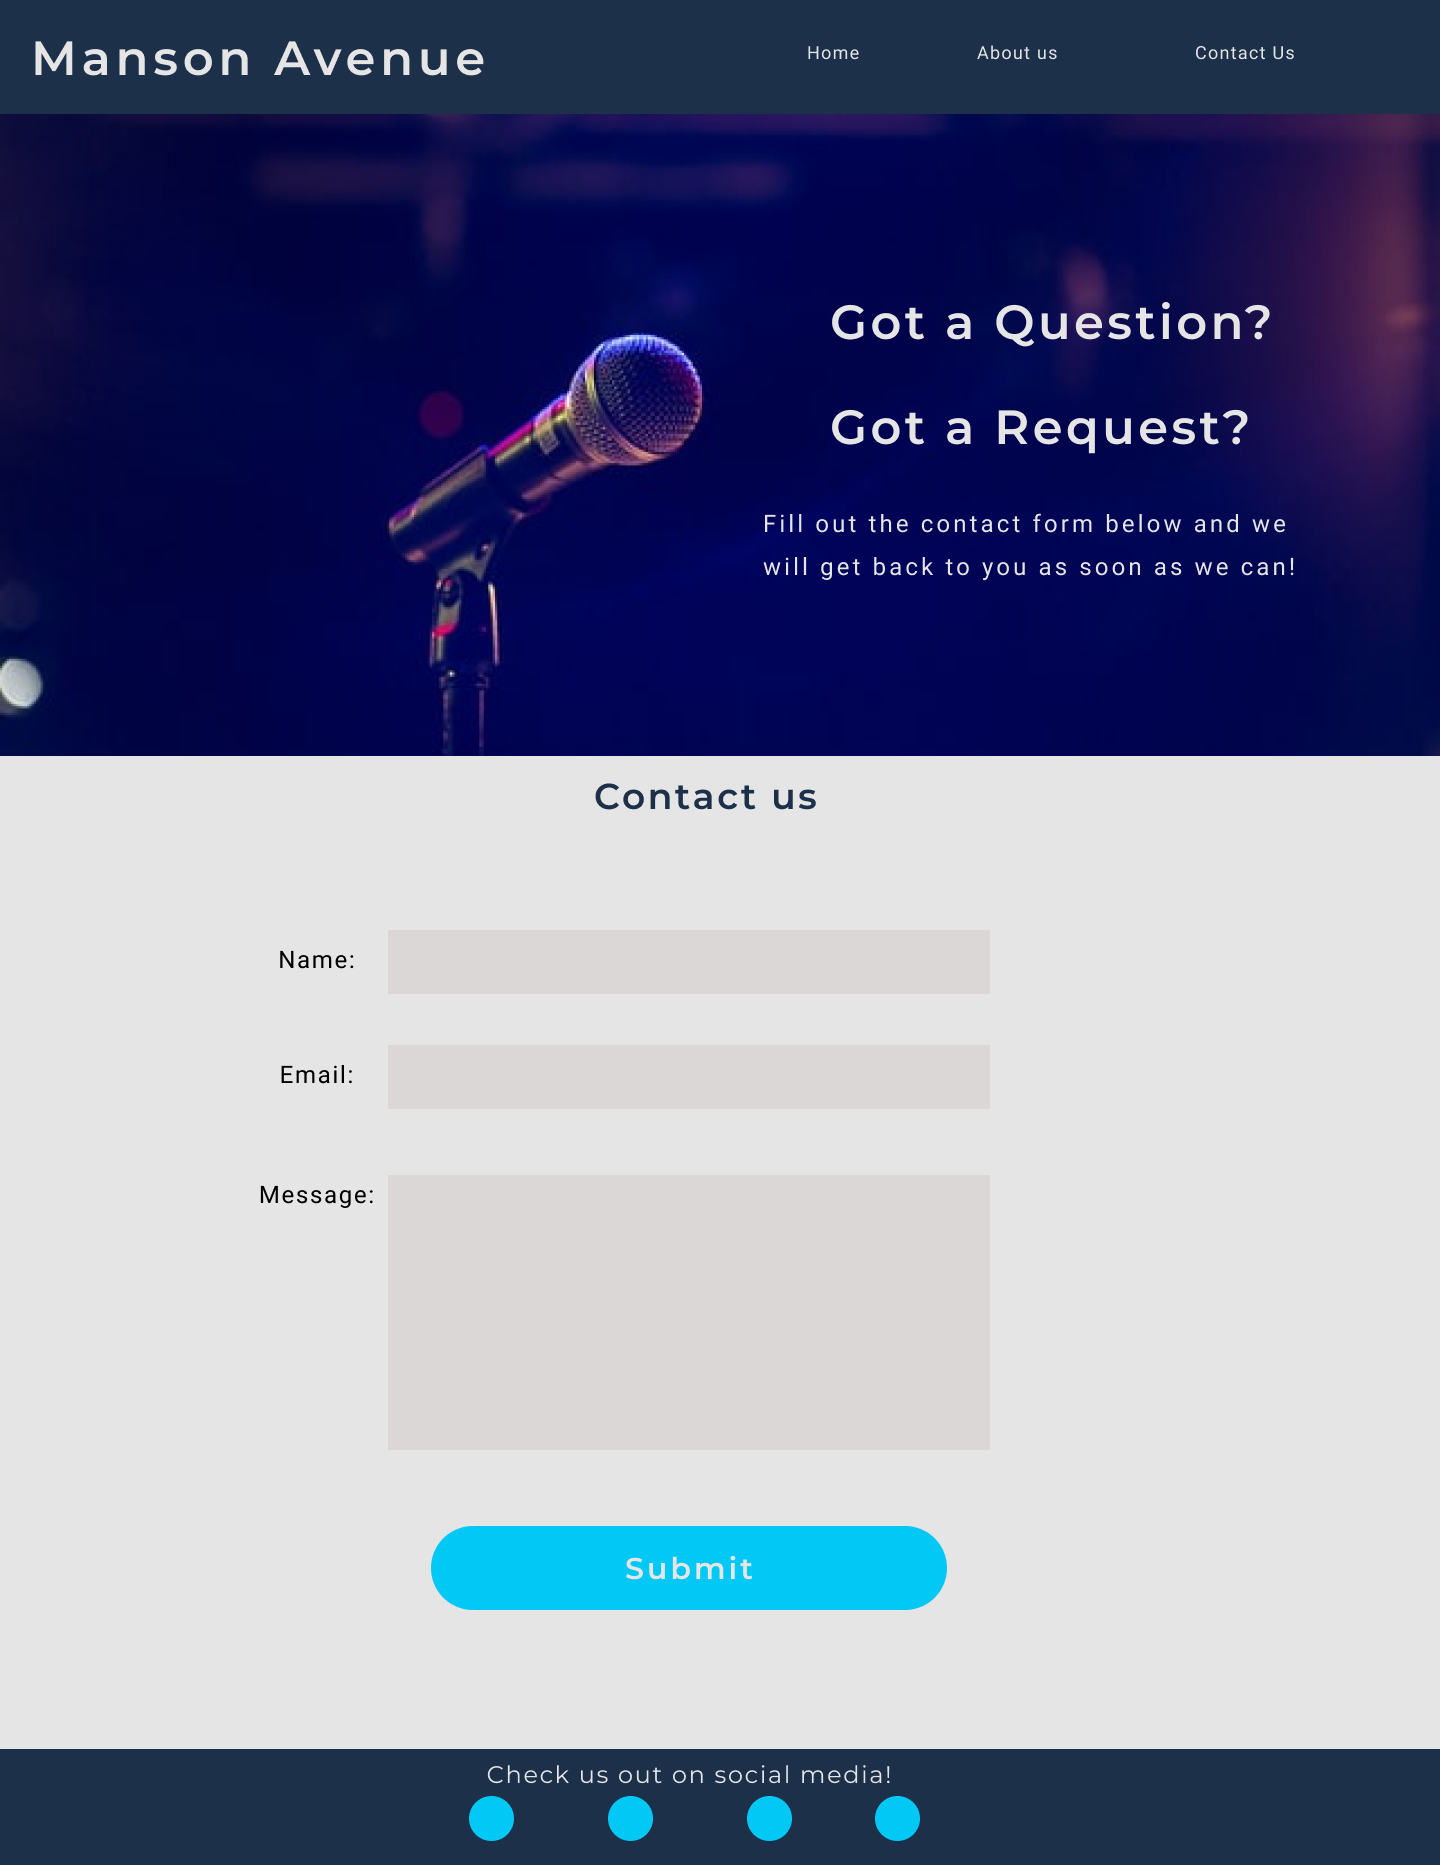 Manson Avenue
Home
About us
Contact Us
Got a Question?
Got a Request?
Fill out the contact form below and we
will get back to you as soon as we can!
Contact us
Name:
Email:
Message:
Submit
Check us out on social media!